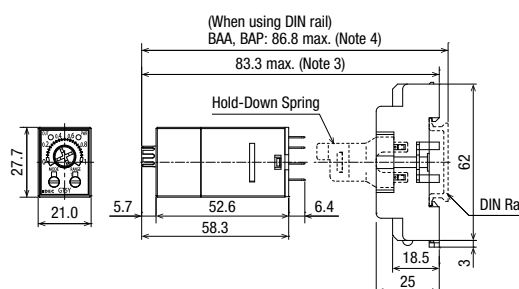 (When using DIN rail)
BAA, BAP: 86.8 max. (Note 4)
83.3 max. (Note 3)
Hold-Down Spring
27.7
21.0
5.7
52.6
6.4
58.3
62
DIN Ra
18.5
3
25